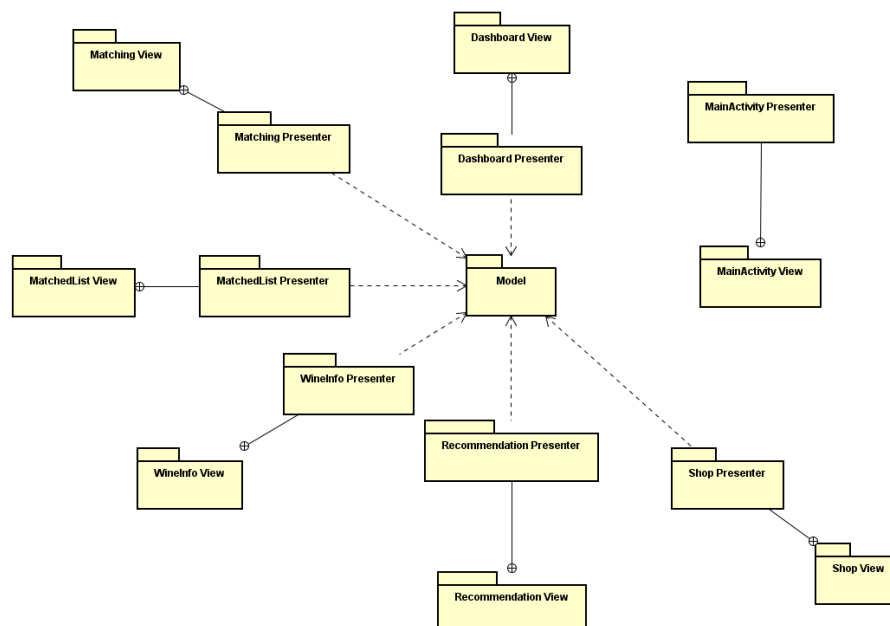 Dashboard View
Matching View
MainActivity Presenter
Matching Presenter
Dashboard Presenter
MatchedList View
MatchedList Presenter
Model
MainActivity View
WineInfo Presenter
Recommendation Presenter
WineInfo View
Shop Presenter
Shop View
Recommendation View